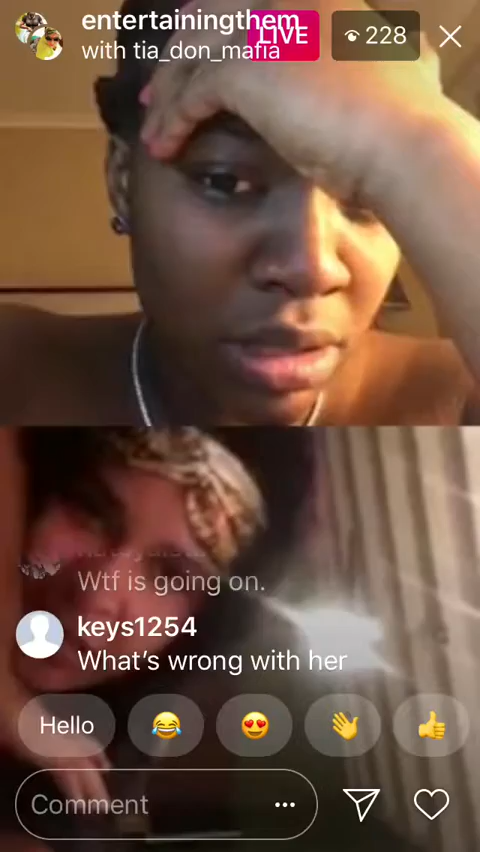 entertainingthem
LIVE
228
with tia_don_mafia
Wtf is going on.
keys1254
What's wrong with her
Hello
Comment